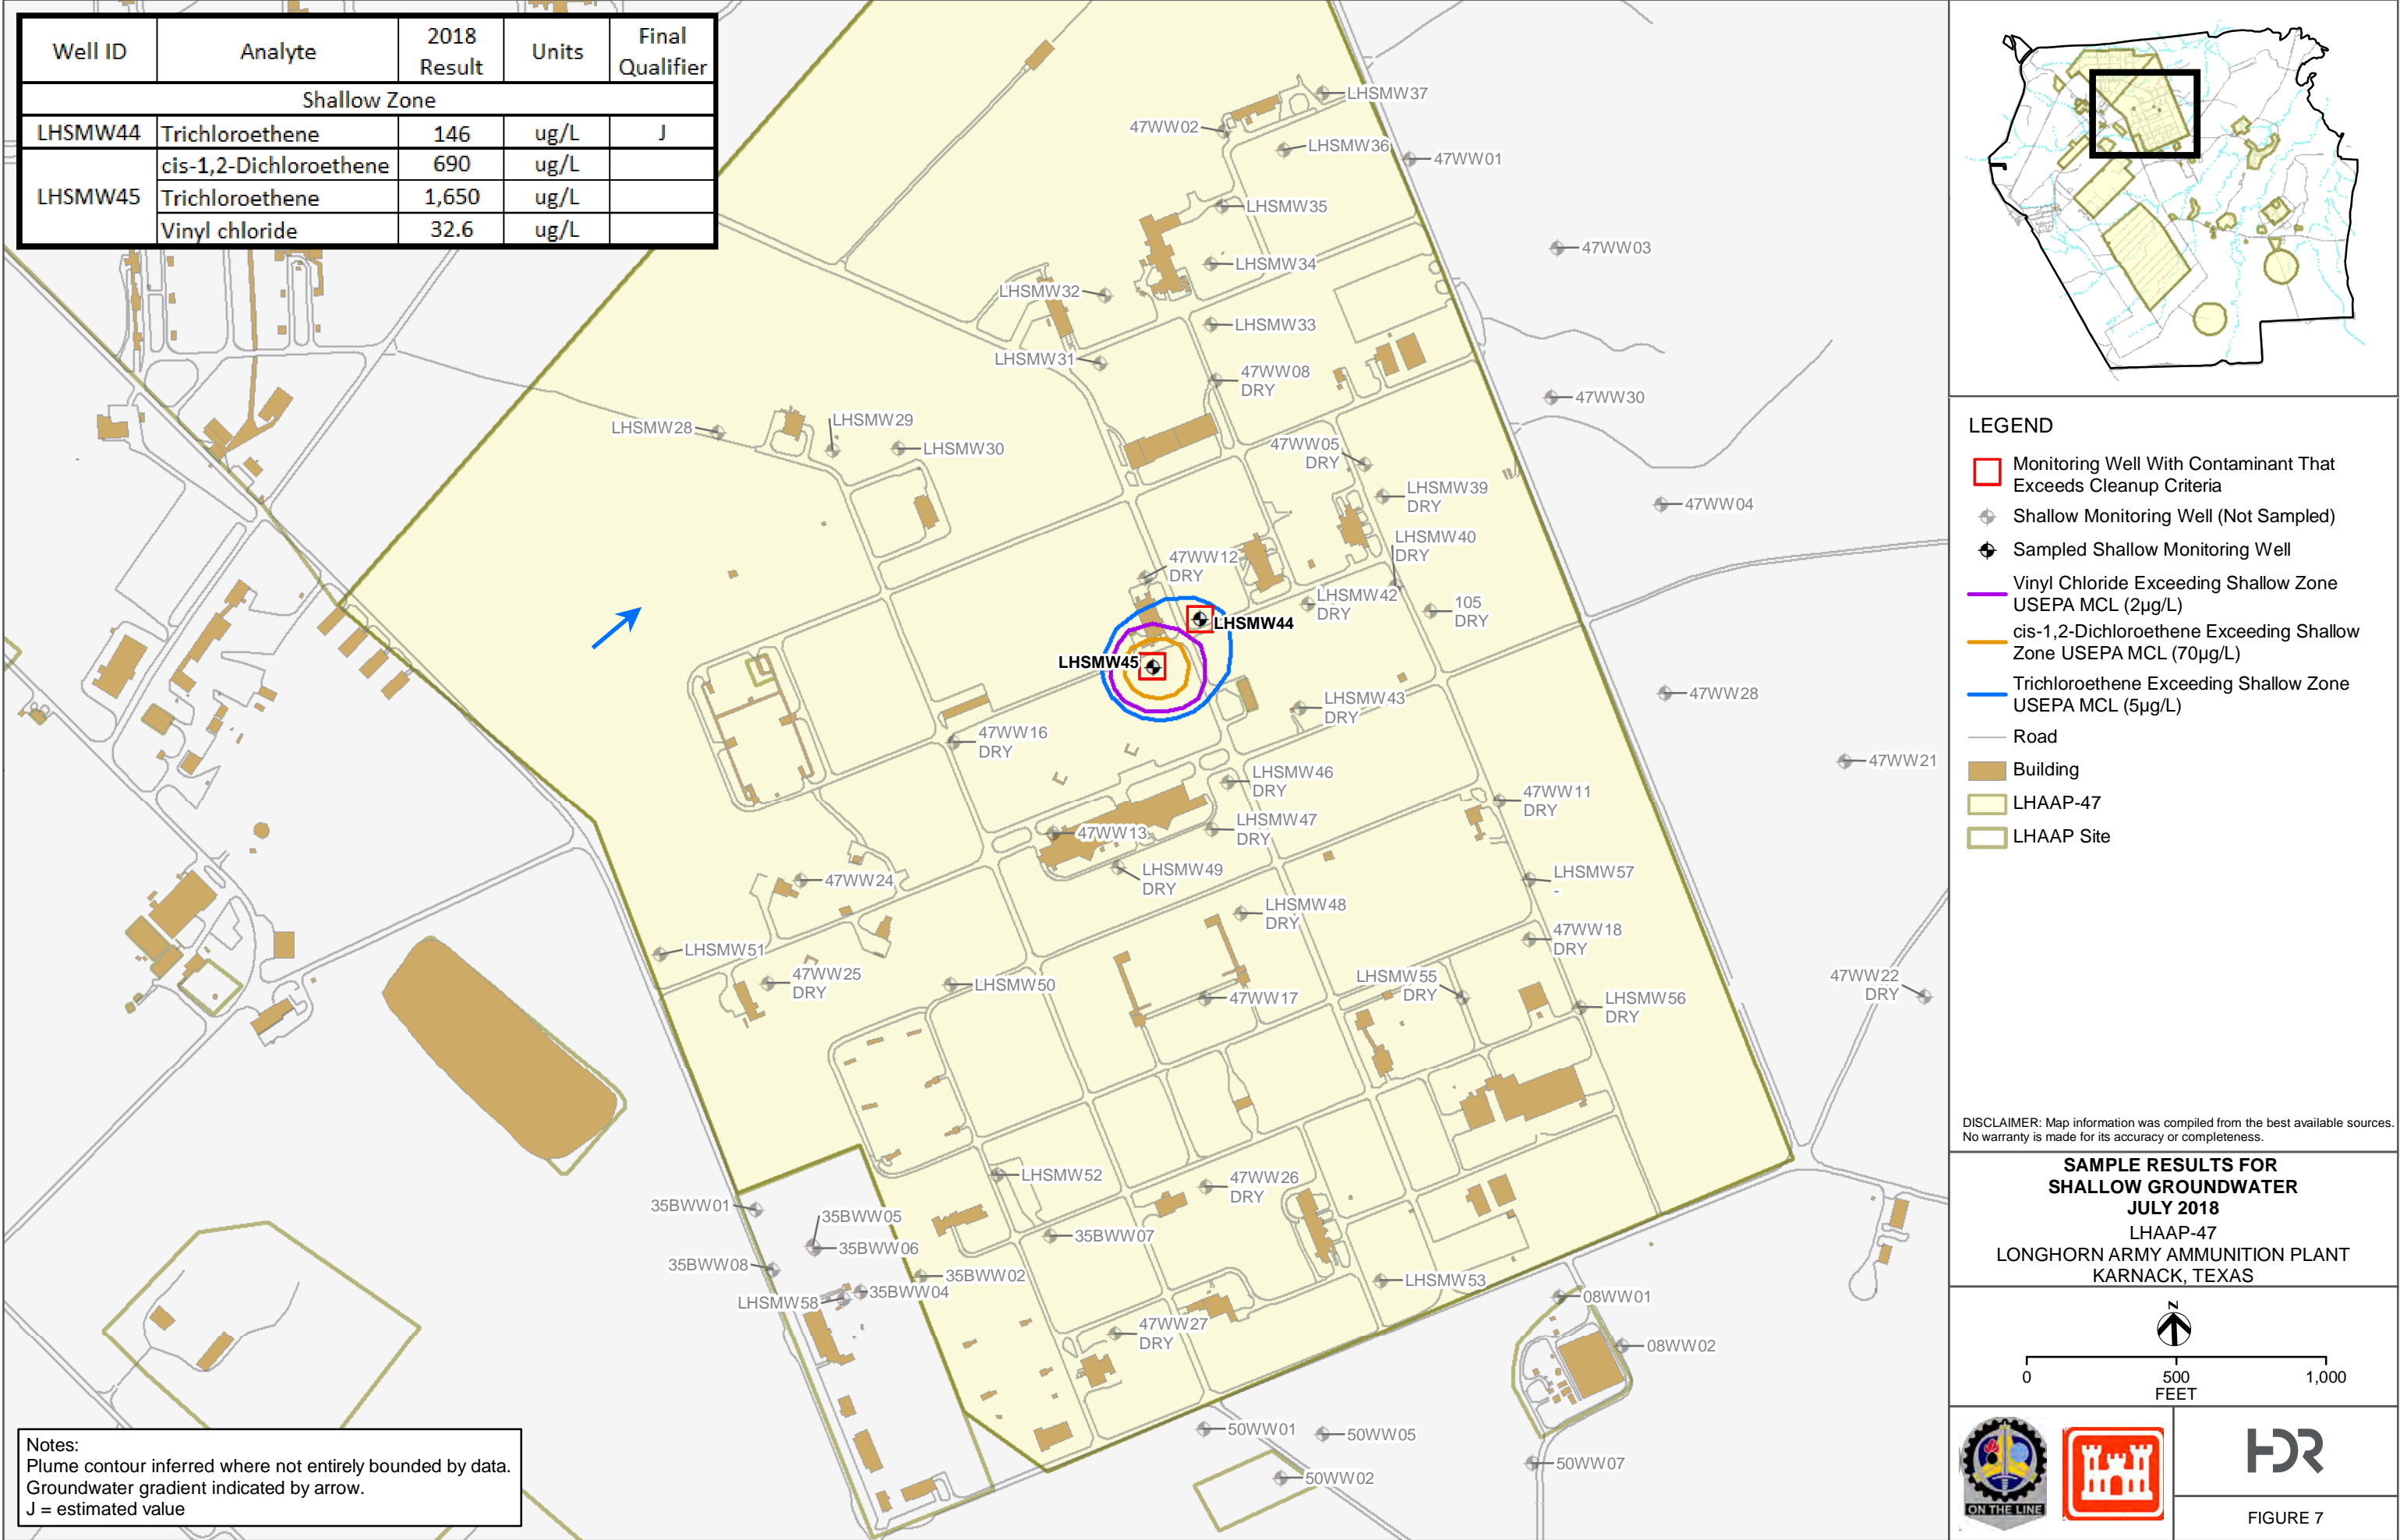 Well ID Analyte 2018 Result Units Final Qualifier
Shallow Zone
LHSMW44 Trichloroethene 146 ug/L J
LHSMW45 cis-1,2-Dichloroethene 690 ug/L
Trichloroethene 1,650 ug/L
Vinyl chloride 32.6 ug/L
LHSMW37
47WW02
LHSMW36
47WW01
LHSMW35
47WW03
LHSMW34
LHSMW32
LHSMW33
LHSMW31
47WW08
DRY
47WW30
LHSMW28
LHSMW29
LHSMW30
47WW05
DRY
LHSMW39
DRY
47WW04
LHSMW40
DRY
47WW12
DRY
LHSMW42
DRY
105
DRY
LHSMW44
LHSMW45
47WW28
LHSMW43
DRY
47WW16
DRY
47WW21
LHSMW46
DRY
47WW11
DRY
LHSMW47
DRY
47WW13
LHSMW49
DRY
LHSMW57
-
47WW24
LHSMW48
DRY
47WW18
DRY
LHSMW51
47WW25
DRY
LHSMW50
47WW17
LHSMW55
DRY
LHSMW56
DRY
47WW22
DRY
LHSMW52
47WW26
DRY
35BWW01
35BWW05
35BWW06
35BWW07
35BWW08
35BWW02
35BWW04
LHSMW58
LHSMW53
08WW01
47WW27
DRY
08WW02
50WW01
50WW05
50WW07
50WW02
Notes:
Plume contour inferred where not entirely bounded by data.
Groundwater gradient indicated by arrow.
J = estimated value
LEGEND
Monitoring Well With Contaminant That
Exceeds Cleanup Criteria
Shallow Monitoring Well (Not Sampled)
Sampled Shallow Monitoring Well
Vinyl Chloride Exceeding Shallow Zone
USEPA MCL (2µg/L)
cis-1,2-Dichloroethene Exceeding Shallow
Zone USEPA MCL (70µg/L)
Trichloroethene Exceeding Shallow Zone
USEPA MCL (5µg/L)
Road
Building
LHAAP-47
LHAAP Site
DISCLAIMER: Map information was compiled from the best available sources.
No warranty is made for its accuracy or completeness.
SAMPLE RESULTS FOR
SHALLOW GROUNDWATER
JULY 2018
LHAAP-47
LONGHORN ARMY AMMUNITION PLANT
KARNACK, TEXAS
N
0 500 1,000
FEET
ON THE LINE
HDR
FIGURE 7